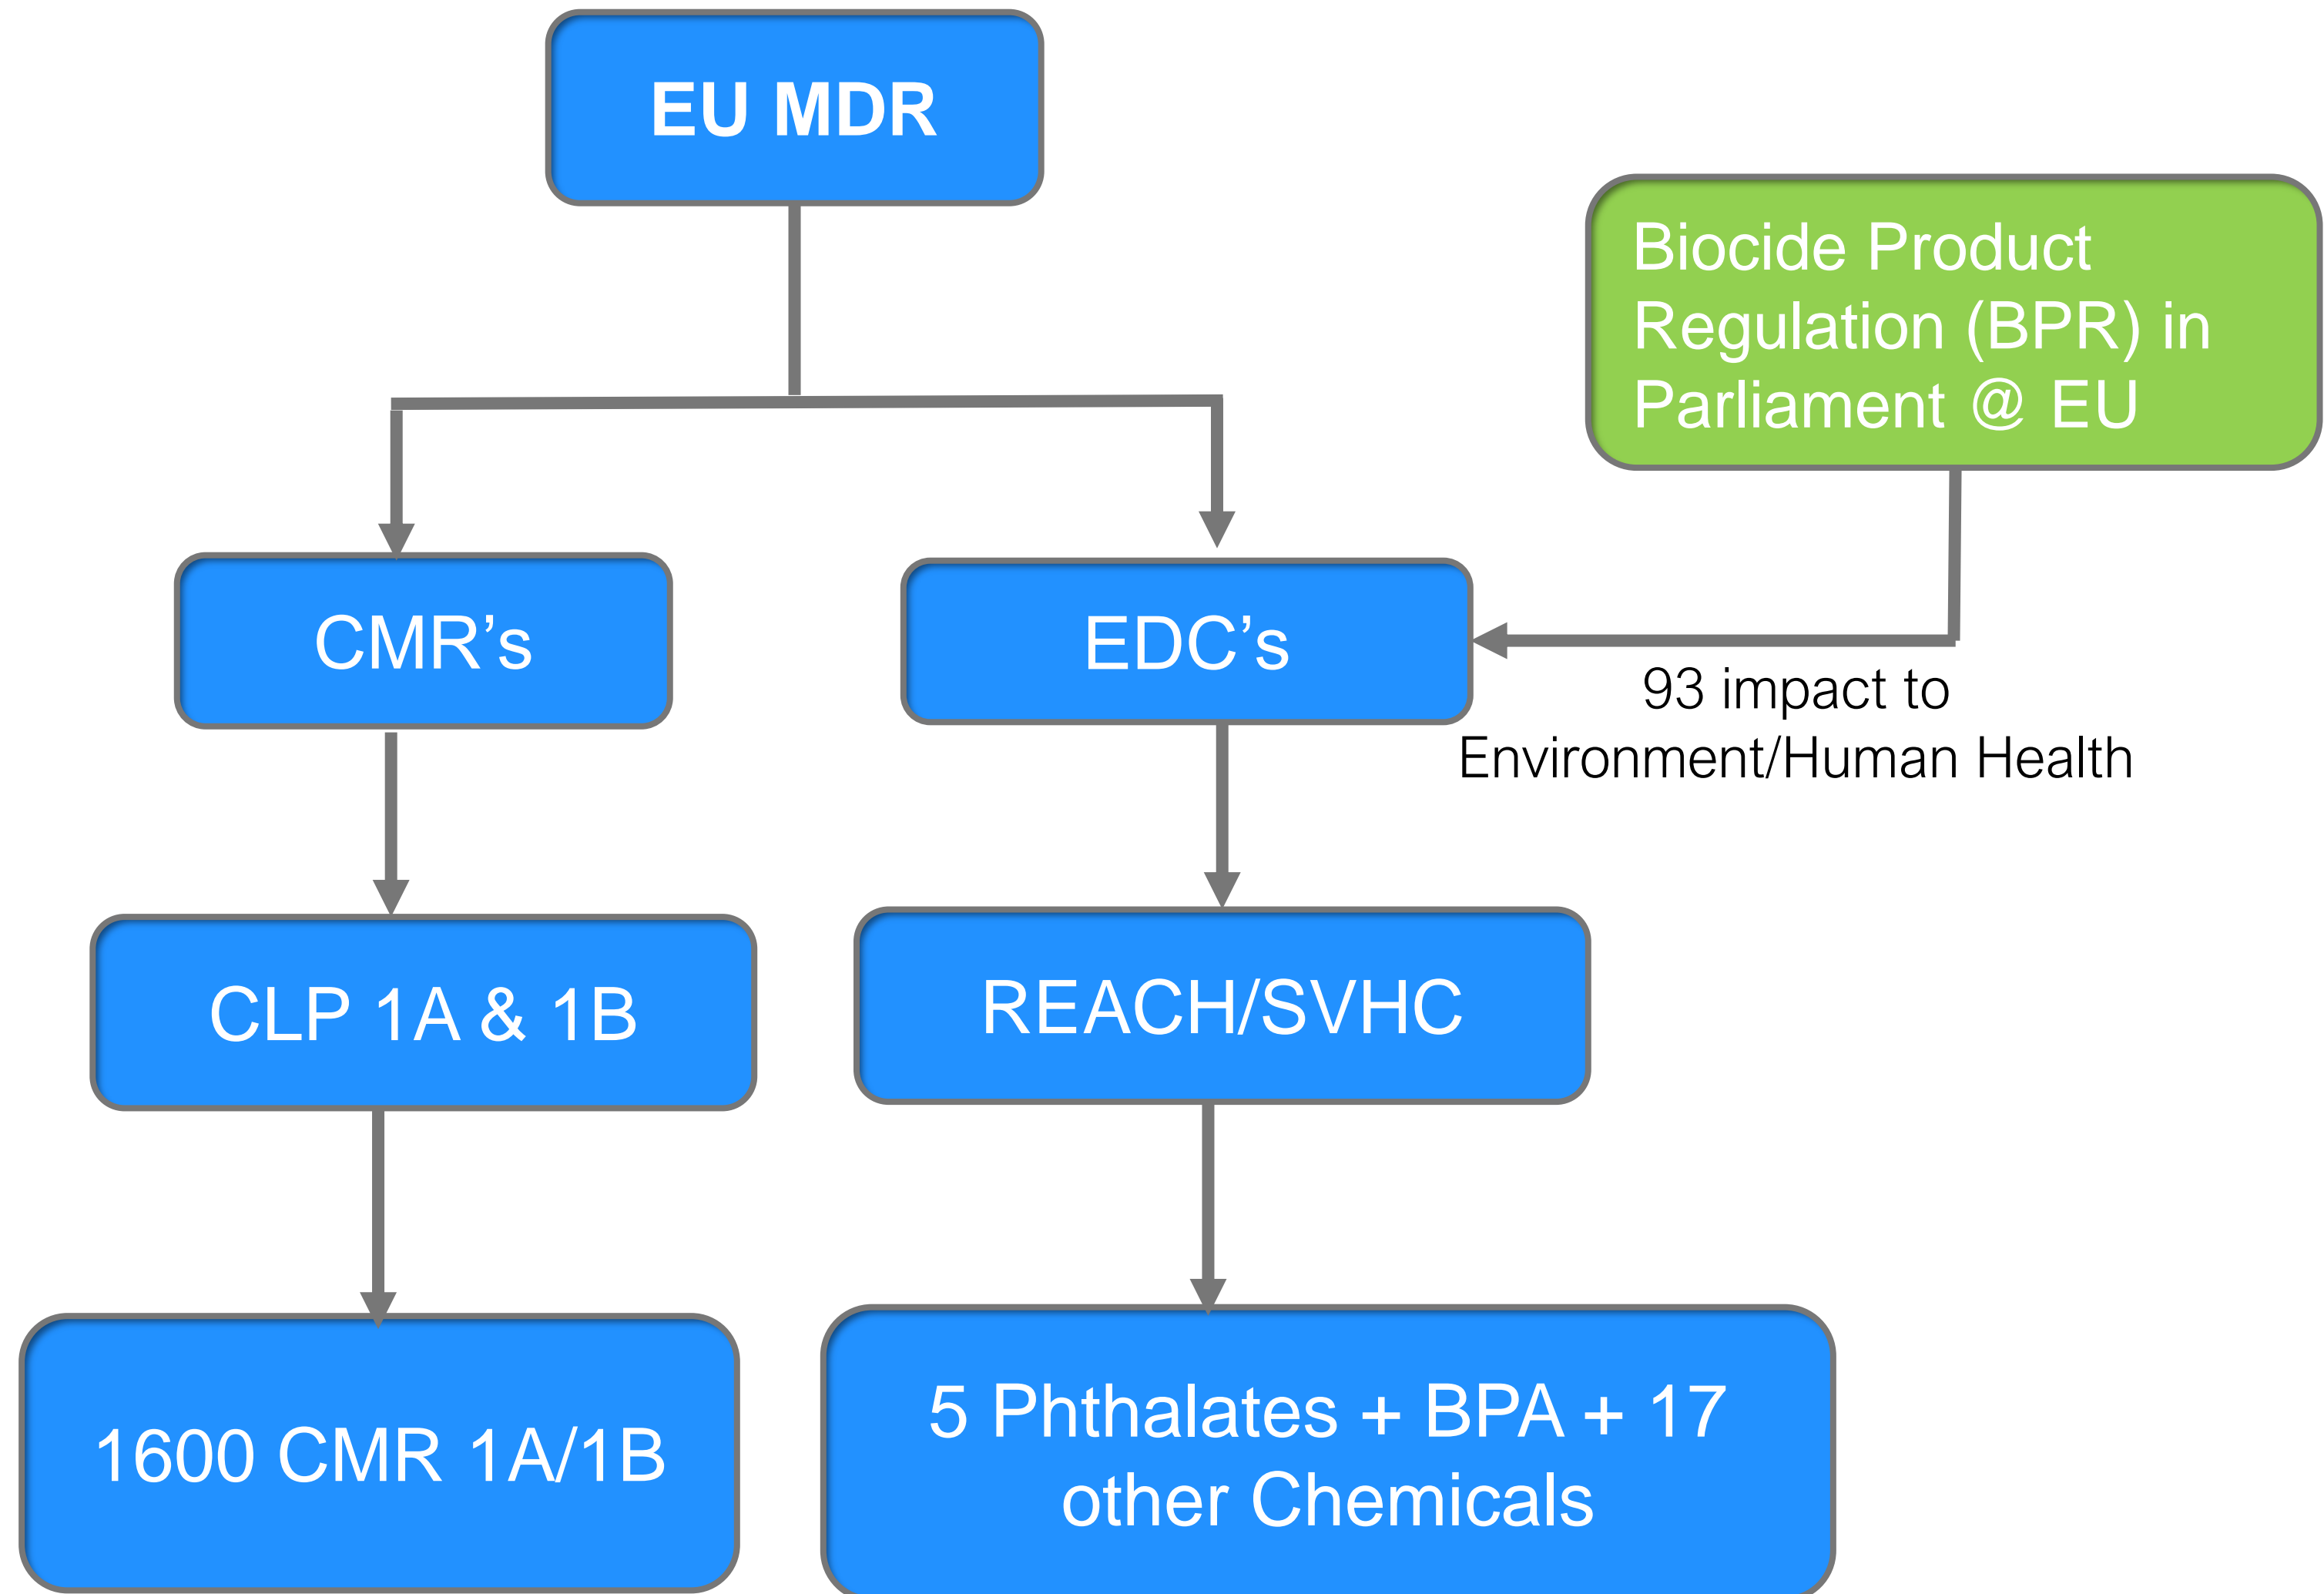 EU MDR
Biocide Product
Regulation (BPR) in
Parliament @ EU
CMR's
EDC's
93 impact to
Environment/Human Health
CLP 1A & 1B
REACH/SVHC
1600 CMR 1A/1B
5 Phthalates + BPA + 17
other Chemicals